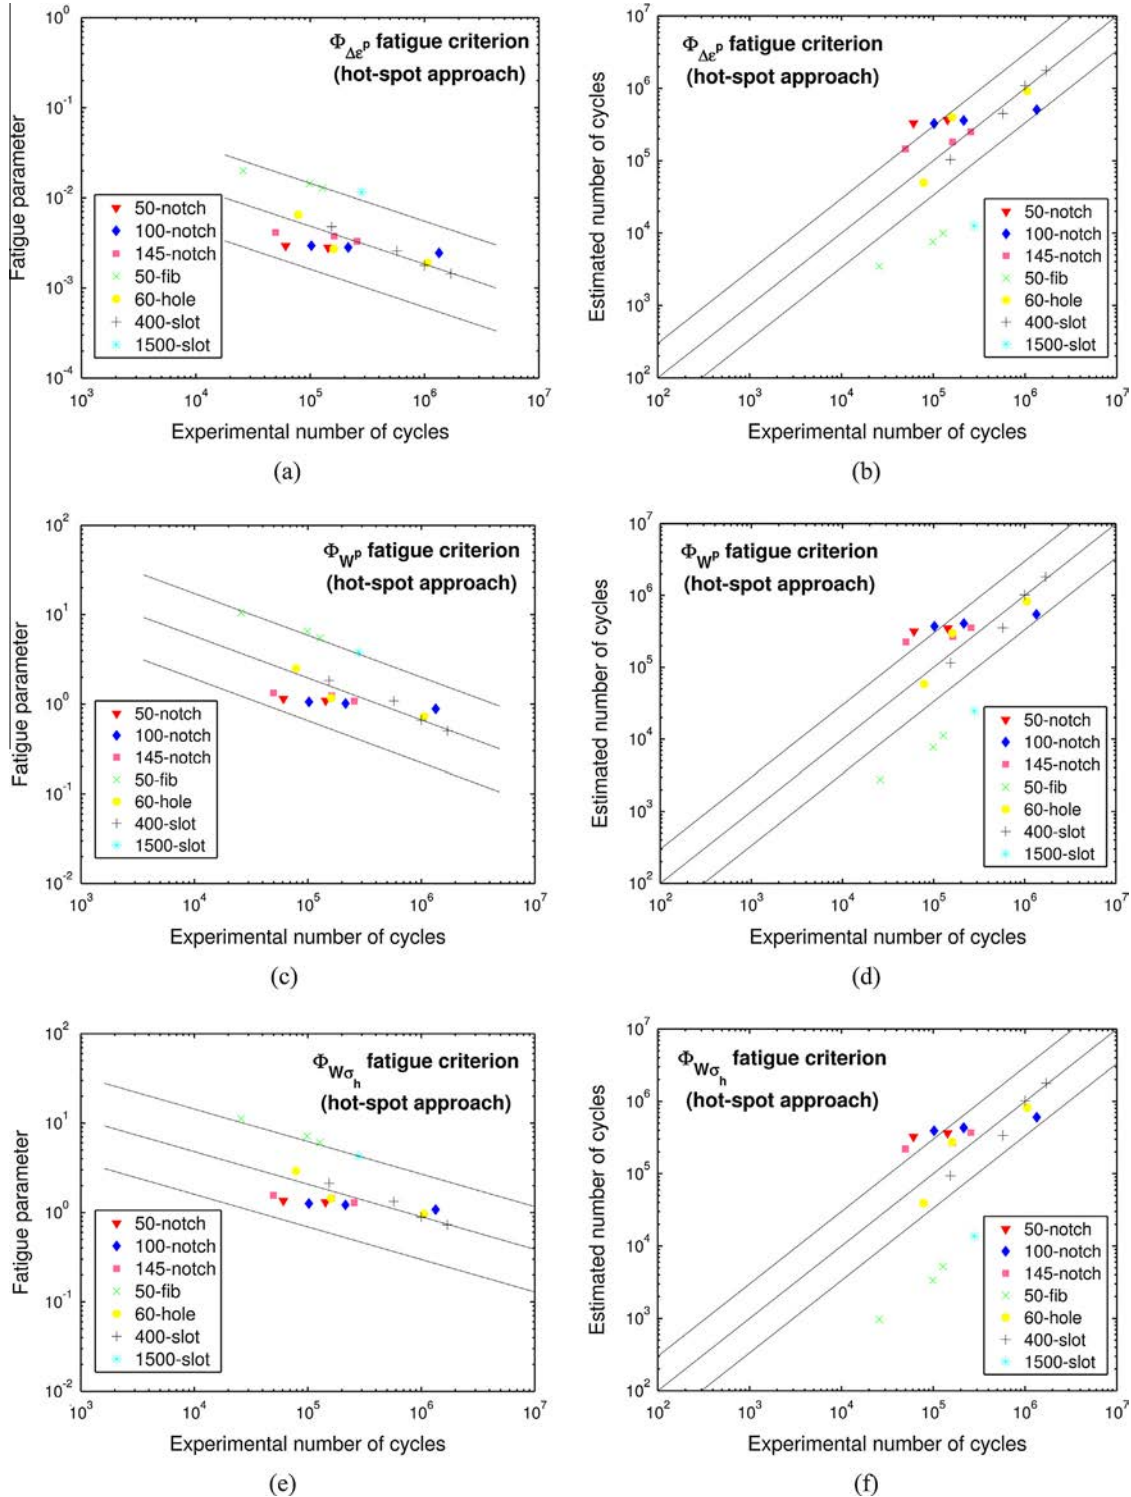 Φ_Δε^p fatigue criterion
(hot-spot approach)
Fatigue parameter
10^0
10^-1
10^-2
10^-3
10^-4
50-notch
100-notch
145-notch
50-fib
60-hole
400-slot
1500-slot
10^3 10^4 10^5 10^6 10^7
Experimental number of cycles
(a)
Φ_Δε^p fatigue criterion
(hot-spot approach)
Estimated number of cycles
10^7
10^6
10^5
10^4
10^3
10^2
50-notch
100-notch
145-notch
50-fib
60-hole
400-slot
1500-slot
10^2 10^3 10^4 10^5 10^6 10^7
Experimental number of cycles
(b)
Φ_W^p fatigue criterion
(hot-spot approach)
Fatigue parameter
10^2
10^1
10^0
10^-1
10^-2
50-notch
100-notch
145-notch
50-fib
60-hole
400-slot
1500-slot
10^3 10^4 10^5 10^6 10^7
Experimental number of cycles
(c)
Φ_W^p fatigue criterion
(hot-spot approach)
Estimated number of cycles
10^7
10^6
10^5
10^4
10^3
10^2
50-notch
100-notch
145-notch
50-fib
60-hole
400-slot
1500-slot
10^2 10^3 10^4 10^5 10^6 10^7
Experimental number of cycles
(d)
Φ_Wσ_h fatigue criterion
(hot-spot approach)
Fatigue parameter
10^2
10^1
10^0
10^-1
10^-2
50-notch
100-notch
145-notch
50-fib
60-hole
400-slot
1500-slot
10^3 10^4 10^5 10^6 10^7
Experimental number of cycles
(e)
Φ_Wσ_h fatigue criterion
(hot-spot approach)
Estimated number of cycles
10^7
10^6
10^5
10^4
10^3
10^2
50-notch
100-notch
145-notch
50-fib
60-hole
400-slot
1500-slot
10^2 10^3 10^4 10^5 10^6 10^7
Experimental number of cycles
(f)